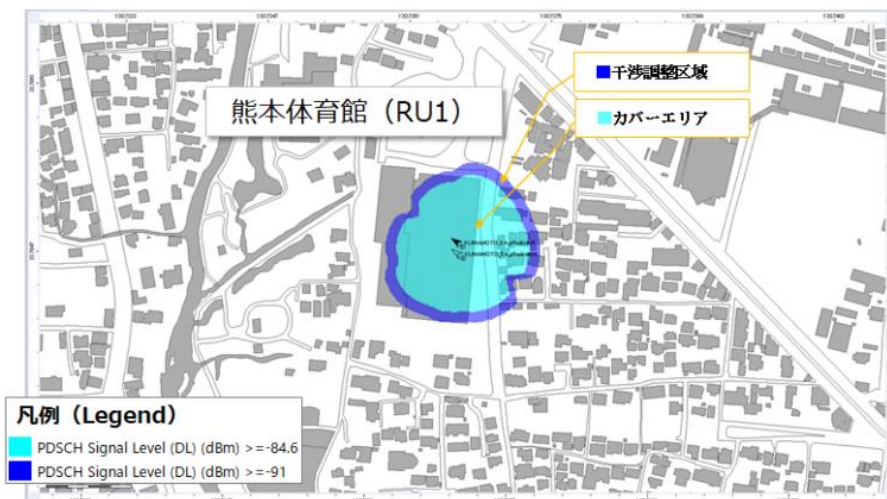 熊本体育館（RU1）
干渉調整区域
カバーエリア
凡例（Legend）
PDSCH Signal Level (DL) (dBm) >=-84.6
PDSCH Signal Level (DL) (dBm) >=-91